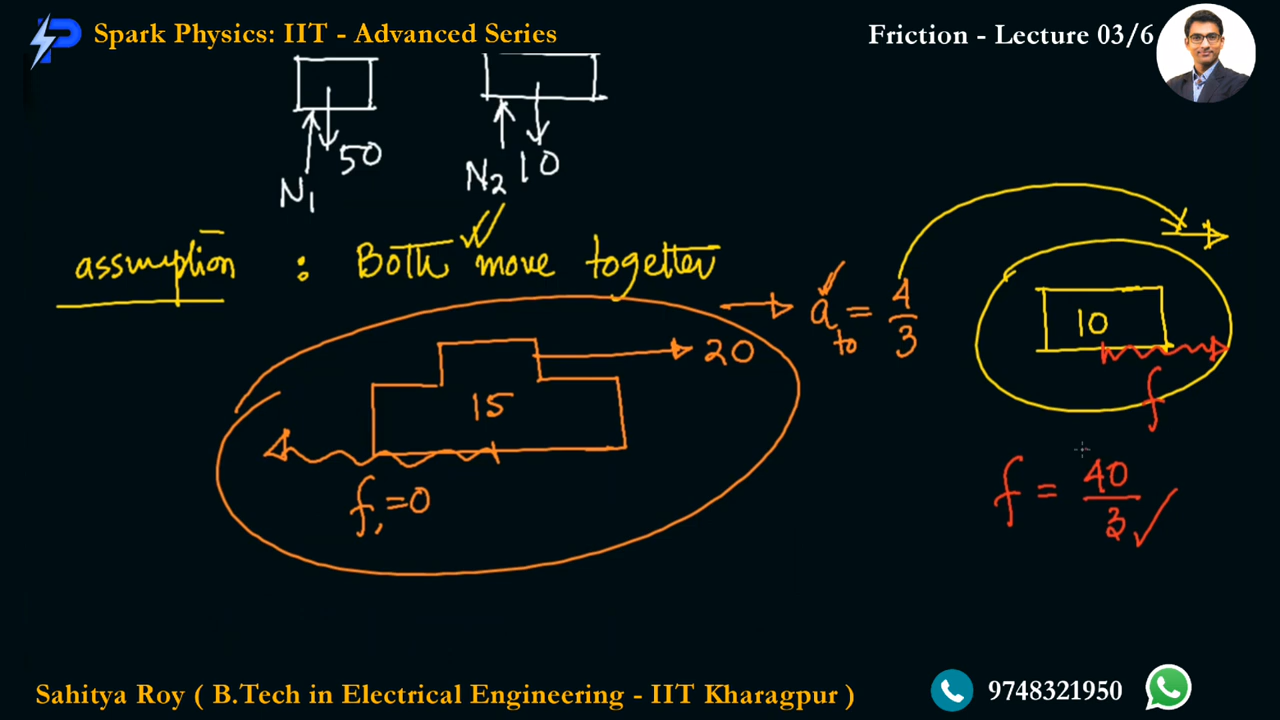 Spark Physics: IIT - Advanced Series
Friction - Lecture 03/6
50
N1
N2 10
assumption : Both move together
a to = 4/3
20
15
f1 = 0
10
f
f = 40/3
Sahitya Roy ( B.Tech in Electrical Engineering - IIT Kharagpur )
9748321950